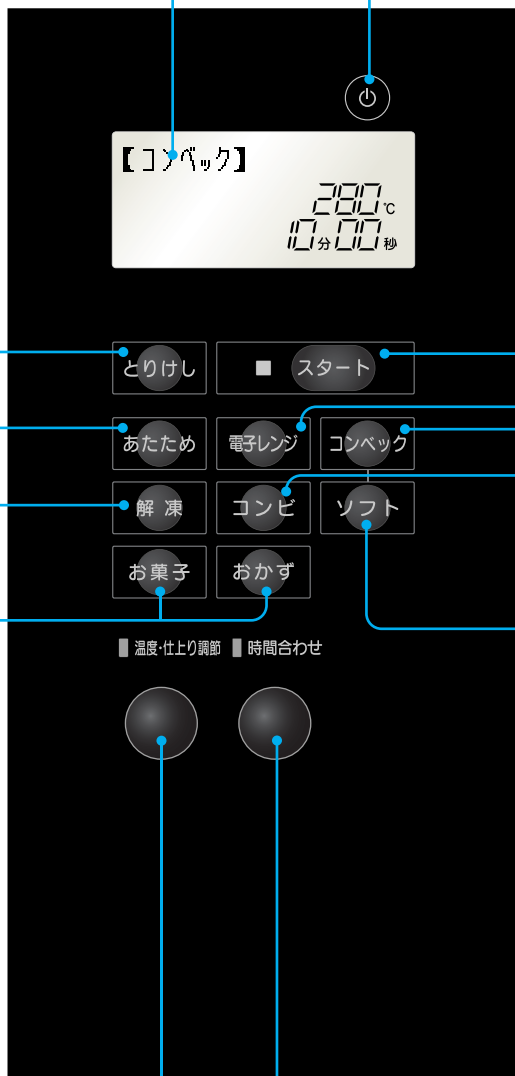 【コンベック】
280℃
10分00秒
とりけし
スタート
あたため
電子レンジ
コンベック
解凍
コンビ
ソフト
お菓子
おかず
温度・仕上り調節
時間合わせ